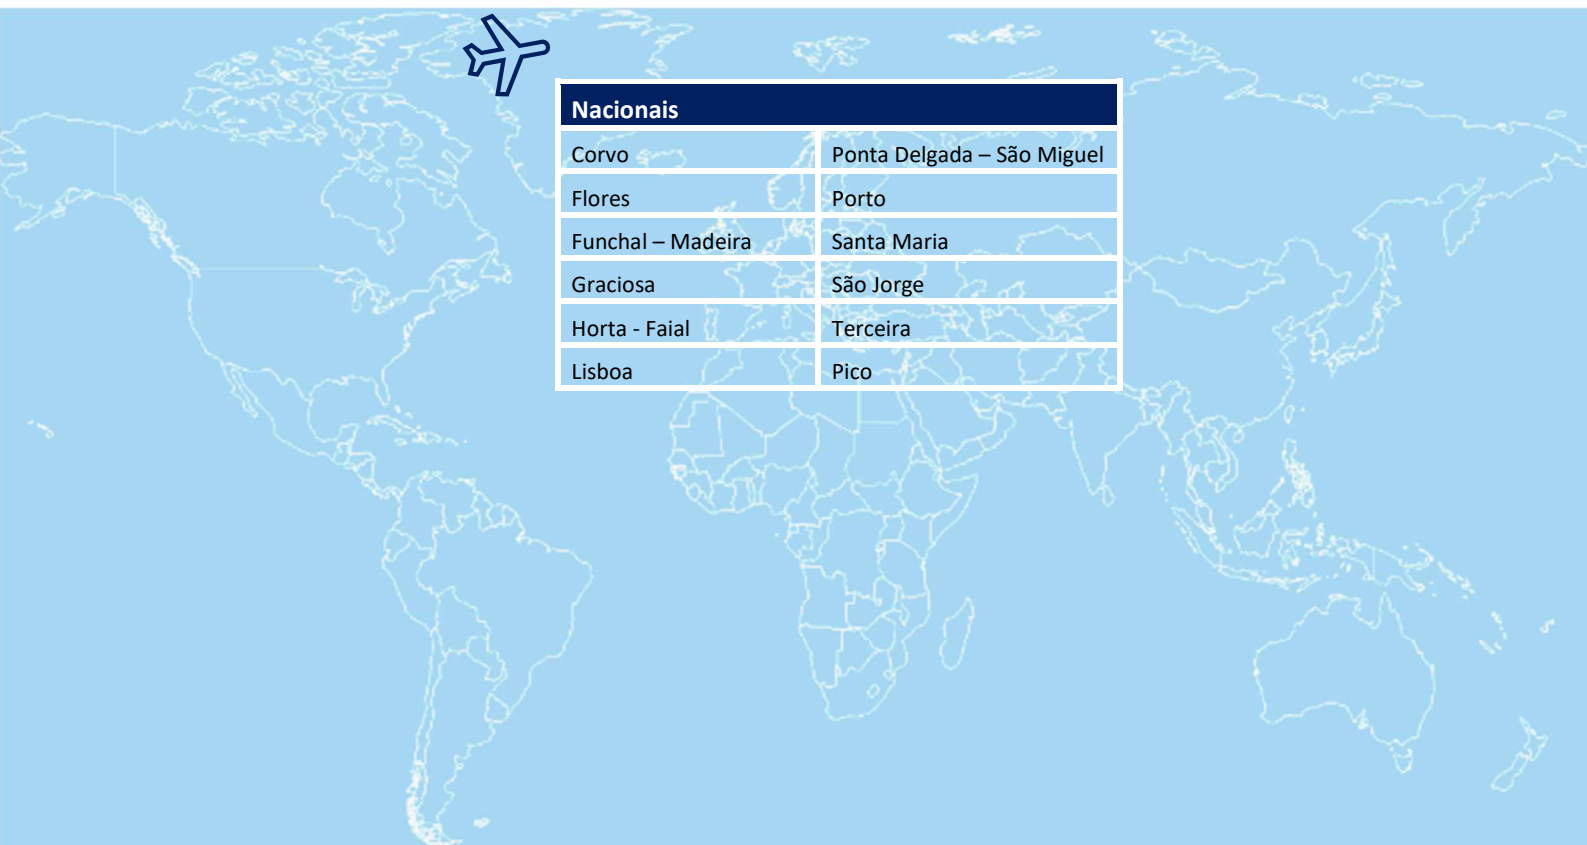 Nacionais
Corvo Ponta Delgada – São Miguel
Flores Porto
Funchal – Madeira Santa Maria
Graciosa São Jorge
Horta - Faial Terceira
Lisboa Pico